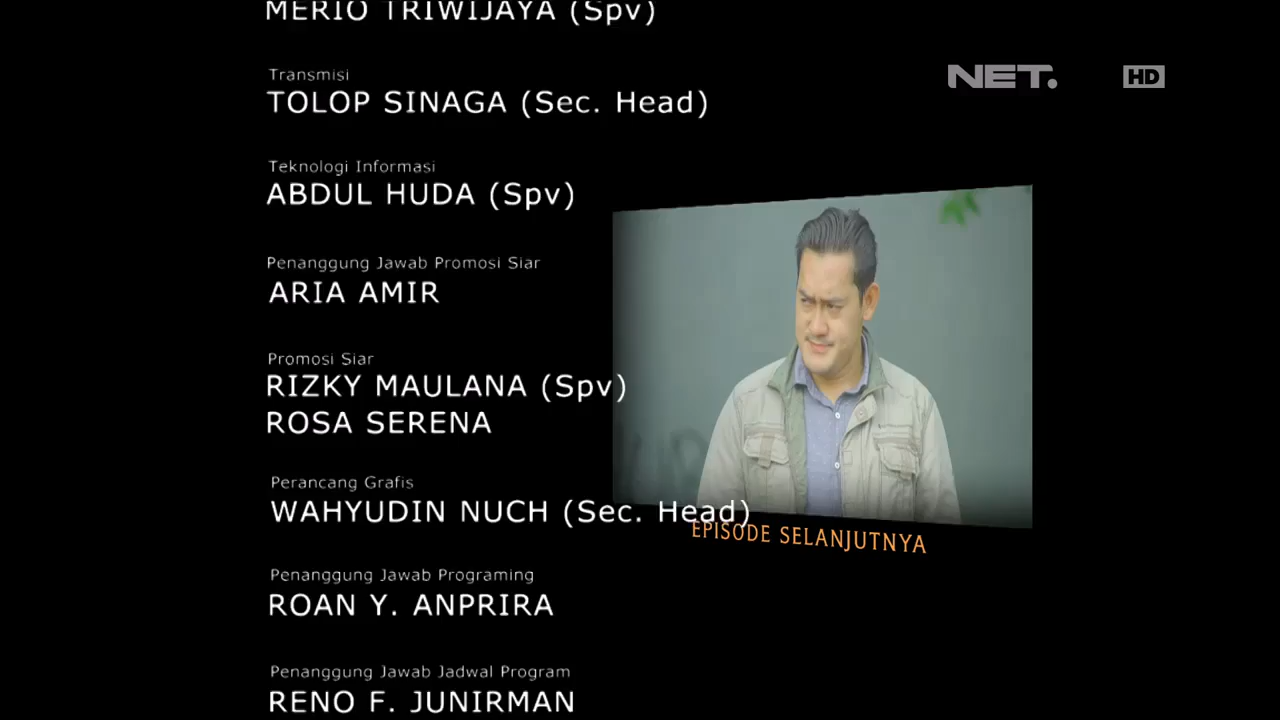 MERIO TRIWIJAYA (Spv)
NET.
HD
Transmisi
TOLOP SINAGA (Sec. Head)
Teknologi Informasi
ABDUL HUDA (Spv)
Penanggung Jawab Promosi Siar
ARIA AMIR
Promosi Siar
RIZKY MAULANA (Spv)
ROSA SERENA
Perancang Grafis
WAHYUDIN NUCH (Sec. Head)
EPISODE SELANJUTNYA
Penanggung Jawab Programing
ROAN Y. ANPRIRA
Penanggung Jawab Jadwal Program
RENO F. JUNIRMAN